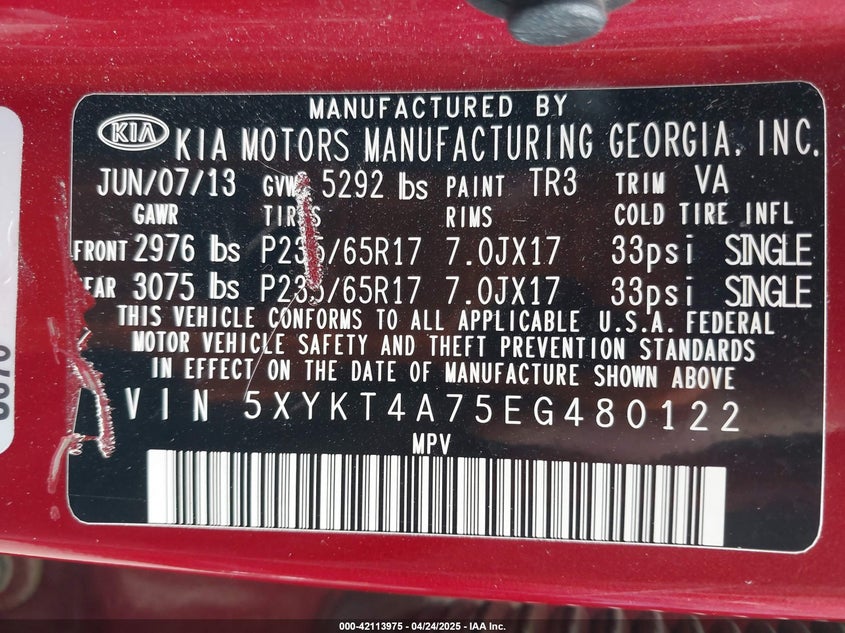 MANUFACTURED BY
KIA KIA MOTORS MANUFACTURING GEORGIA, INC.
JUN/07/13 GVWR 5292 lbs PAINT TR3 TRIM VA
GAWR TIRES RIMS COLD TIRE INFL
FRONT 2976 lbs P235/65R17 7.0JX17 33psi SINGLE
REAR 3075 lbs P235/65R17 7.0JX17 33psi SINGLE
THIS VEHICLE CONFORMS TO ALL APPLICABLE U.S.A. FEDERAL
MOTOR VEHICLE SAFETY AND THEFT PREVENTION STANDARDS
IN EFFECT ON THE DATE OF MANUFACTURE SHOWN ABOVE
VIN 5XYKT4A75EG480122
MPV
000-42113975 - 04/24/2025 - IAA Inc.